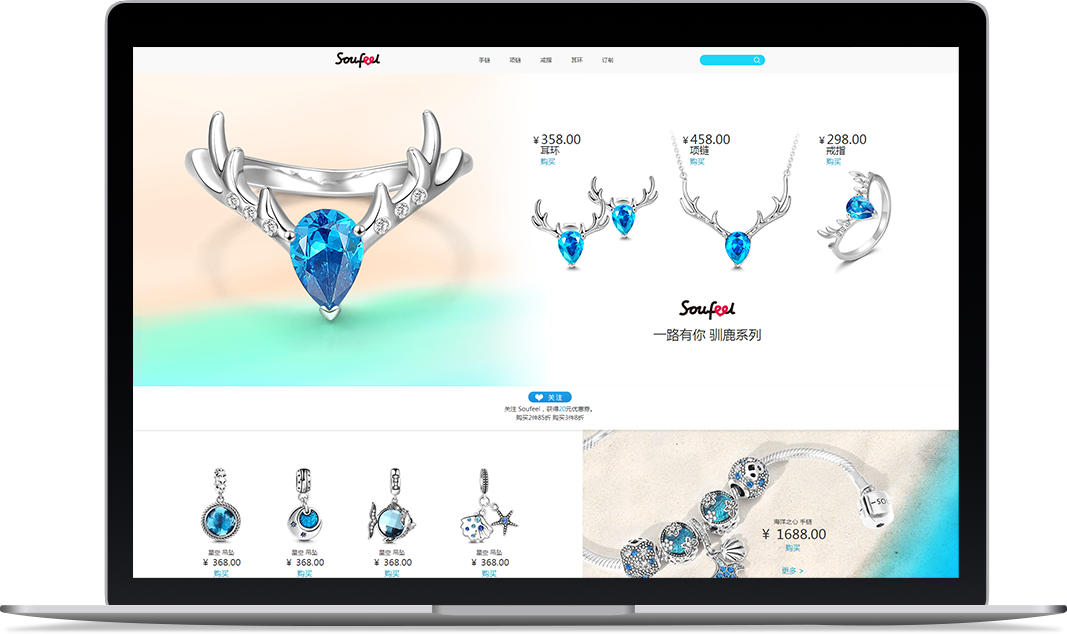 Soufeel
手链 项链 戒指 耳环 订制
¥ 358.00
耳环
购买
¥ 458.00
项链
购买
¥ 298.00
戒指
购买
Soufeel
一路有你 驯鹿系列
关注
关注 Soufeel，获得20元优惠券。
购买2件85折 购买3件8折
星空 吊坠
¥ 368.00
购买
星空 吊坠
¥ 368.00
购买
星空 吊坠
¥ 368.00
购买
星空 吊坠
¥ 368.00
购买
海洋之心 手链
¥ 1688.00
购买
更多 >